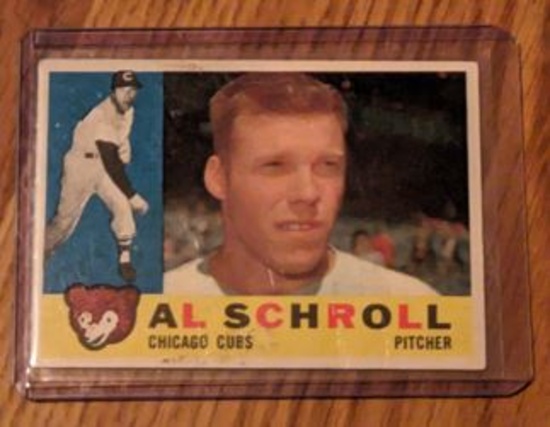 AL SCHROLL
CHICAGO CUBS PITCHER